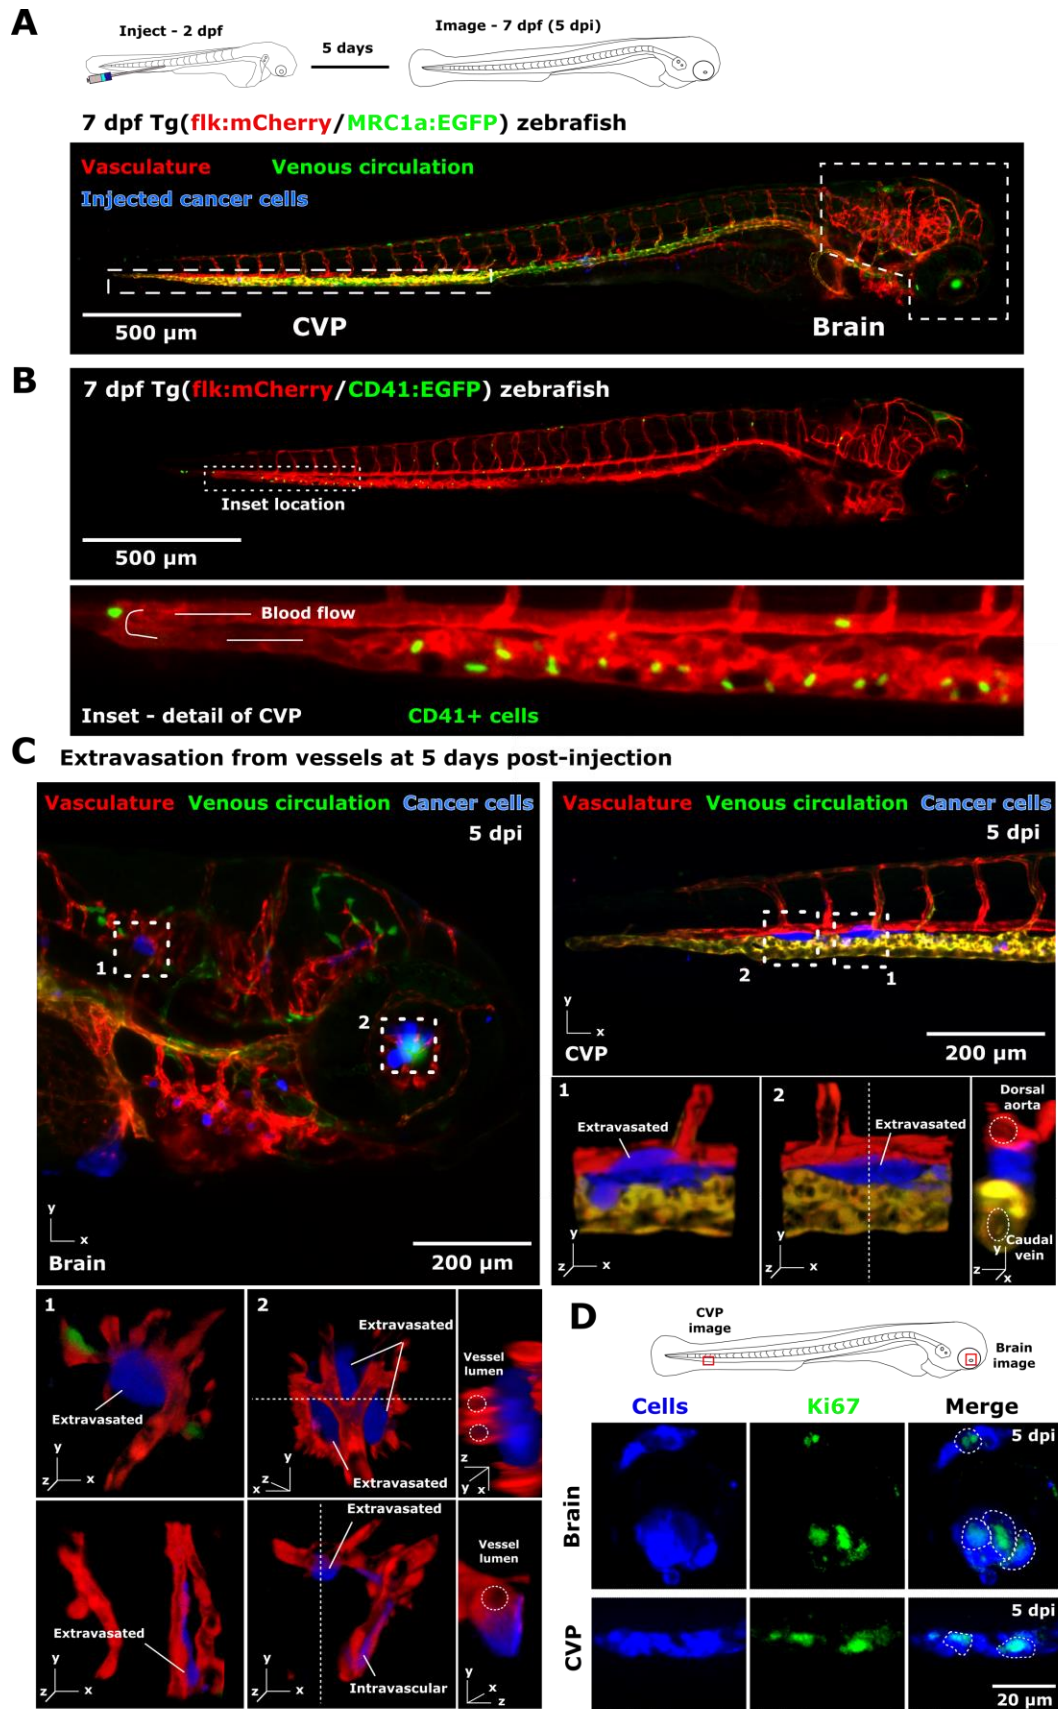 A
Inject - 2 dpf
5 days
Image - 7 dpf (5 dpi)
7 dpf Tg(flk:mCherry/MRC1a:EGFP) zebrafish
Vasculature
Venous circulation
Injected cancer cells
500 µm
CVP
Brain
B
7 dpf Tg(flk:mCherry/CD41:EGFP) zebrafish
Inset location
500 µm
Blood flow
Inset - detail of CVP
CD41+ cells
C
Extravasation from vessels at 5 days post-injection
Vasculature Venous circulation Cancer cells
5 dpi
1
2
y
x
Brain
200 µm
Vasculature Venous circulation Cancer cells
5 dpi
2
1
y
x
CVP
200 µm
1
Extravasated
y
z
x
2
Extravasated
y
z
x
Dorsal
aorta
Caudal
vein
y
z
x
1
Extravasated
y
z
x
2
Extravasated
Extravasated
Extravasated
y
z
x
Vessel
lumen
z
y
x
Extravasated
y
z
x
Extravasated
Intravascular
y
z
x
Vessel
lumen
y
x
z
D
CVP
image
Brain
image
Cells
Ki67
Merge
Brain
5 dpi
CVP
5 dpi
20 µm